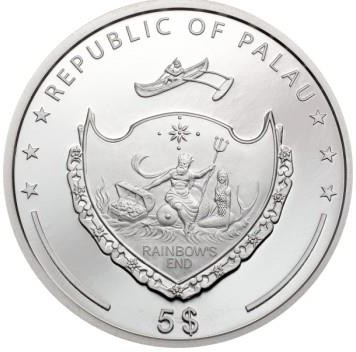 REPUBLIC OF PALAU
RAINBOW'S
END
5$